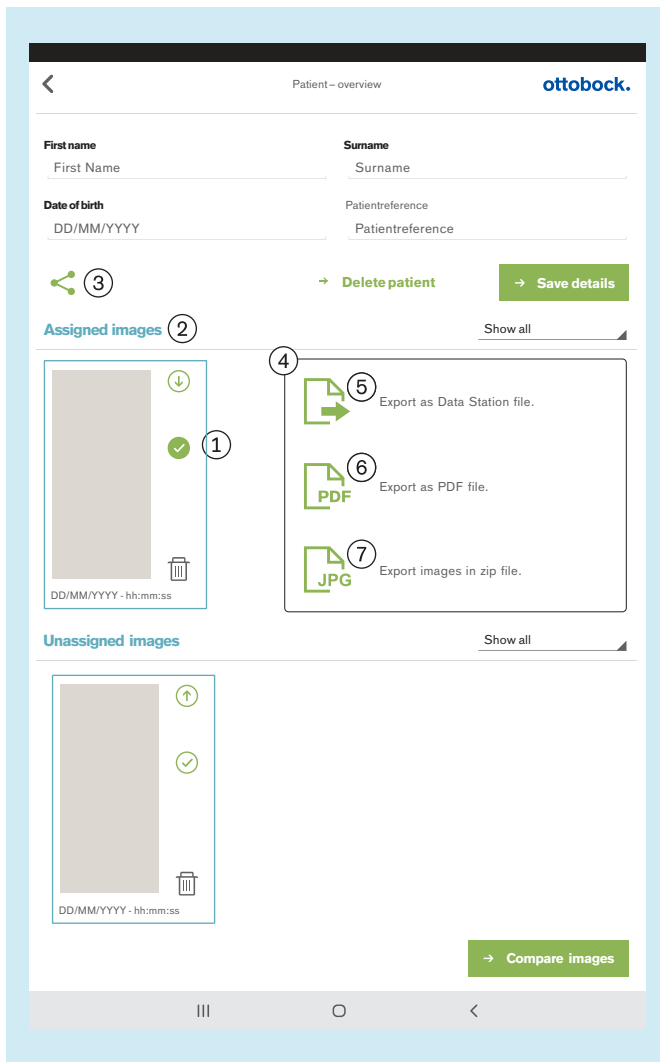 Patient – overview
ottobock.
First name
Surname
First Name
Surname
Date of birth
Patientreference
DD/MM/YYYY
Patientreference
3
→ Delete patient
→ Save details
Assigned images 2
Show all
4
5
Export as Data Station file.
1
6
PDF
Export as PDF file.
7
JPG
Export images in zip file.
DD/MM/YYYY - hh:mm:ss
Unassigned images
Show all
DD/MM/YYYY - hh:mm:ss
→ Compare images